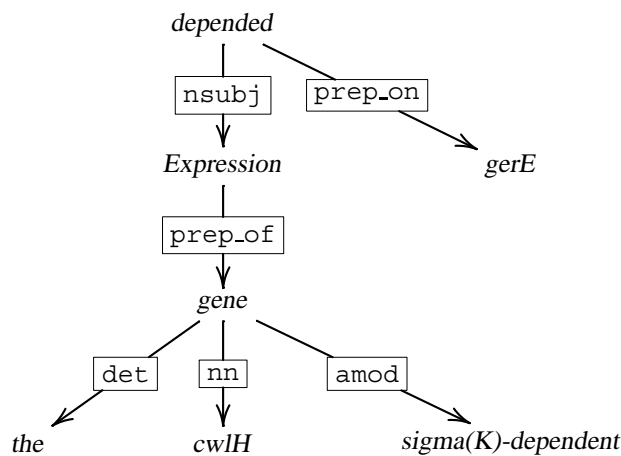 depended
nsubj prep_on
Expression gerE
prep_of
gene
det nn amod
the cwlH sigma(K)-dependent